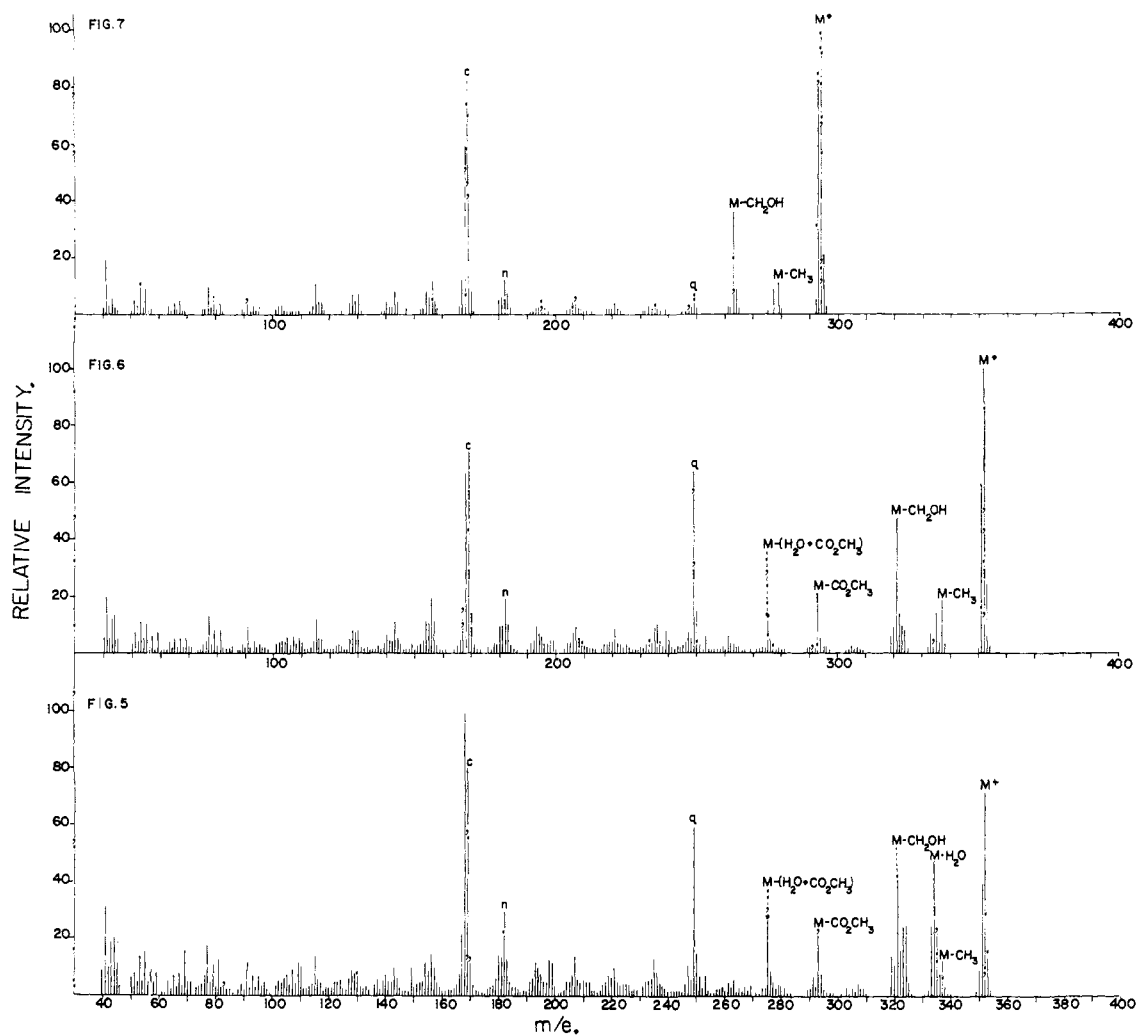 RELATIVE INTENSITY.
FIG. 7
M+
100
80
60
40
20
c
n
q
M-CH2OH
M-CH3
100
200
300
400
FIG. 6
M+
100
80
60
40
20
c
n
q
M-(H2O+CO2CH3)
M-CO2CH3
M-CH2OH
M-CH3
100
200
300
400
FIG. 5
M+
100
80
60
40
20
c
n
q
M-(H2O+CO2CH3)
M-CO2CH3
M-CH2OH
M-H2O
M-CH3
40 60 80 100 120 140 160 180 200 220 240 260 280 300 320 340 360 380 400 400
m/e.